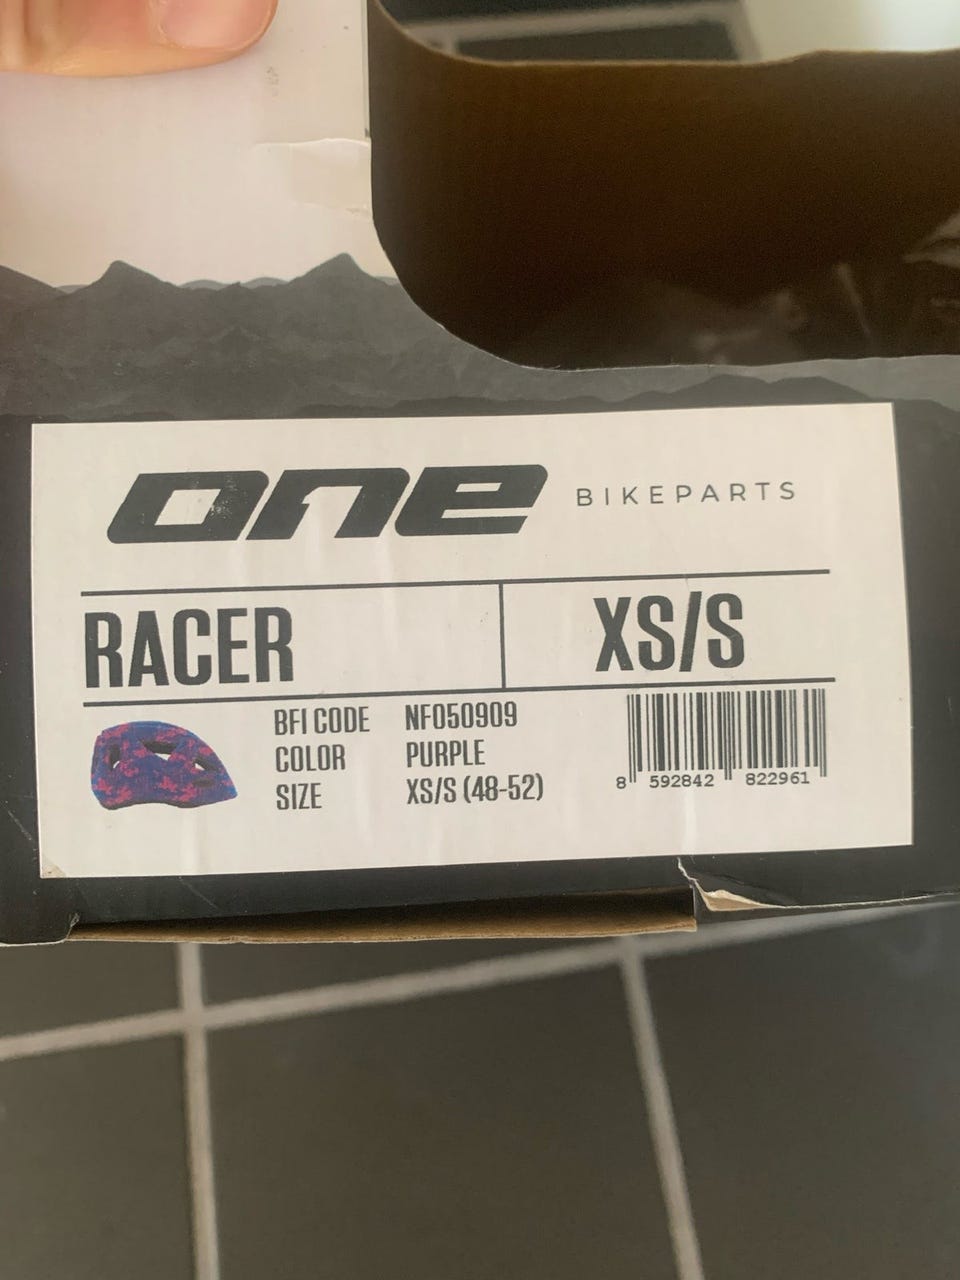 one BIKEPARTS
RACER XS/S
BFI CODE NF050909
COLOR PURPLE
SIZE XS/S (48-52)
8 592842 822961